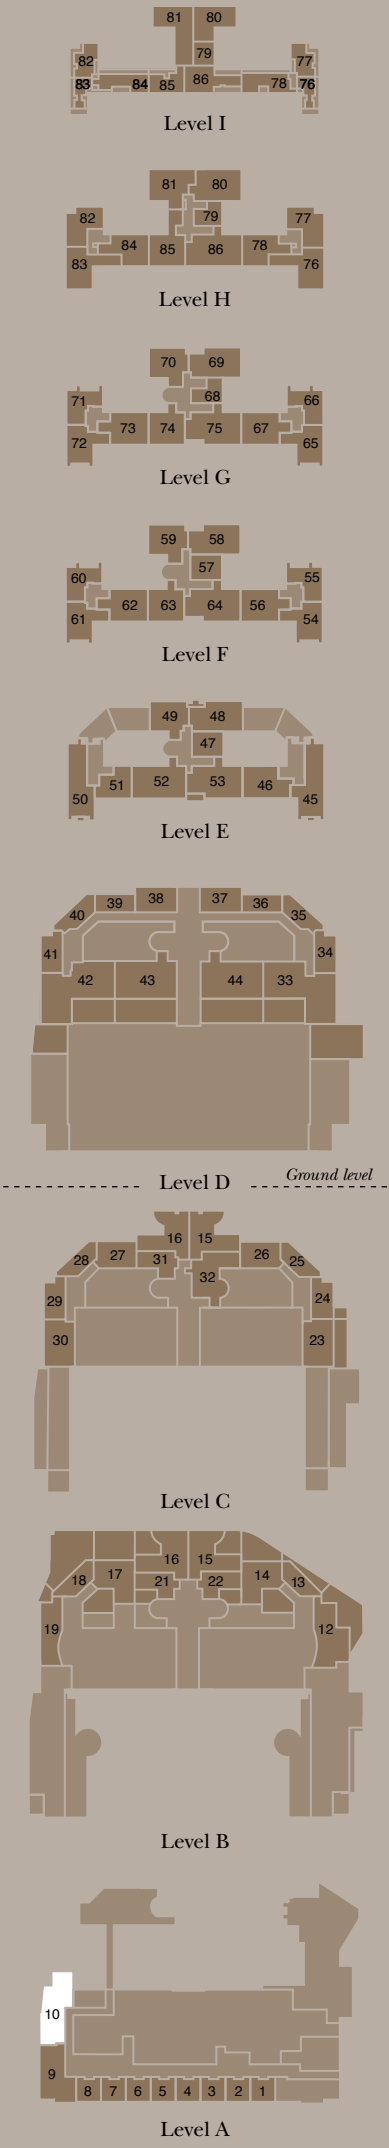 81 80
79
82 77
83 84 85 86 78 76
Level I
81 80
82 79 77
84 85 86 78
83 76
Level H
70 69
71 68 66
73 74 75 67
72 65
Level G
59 58
57
60 55
62 63 64 56
61 54
Level F
49 48
47
51 52 53 46
50 45
Level E
38 37
39 36
40 35
41 34
42 43 44 33
Level D
Ground level
16 15
28 27 31 26 25
32
29 24
30 23
Level C
16 15
18 17 21 22 14 13
19 12
Level B
10
9
8 7 6 5 4 3 2 1
Level A